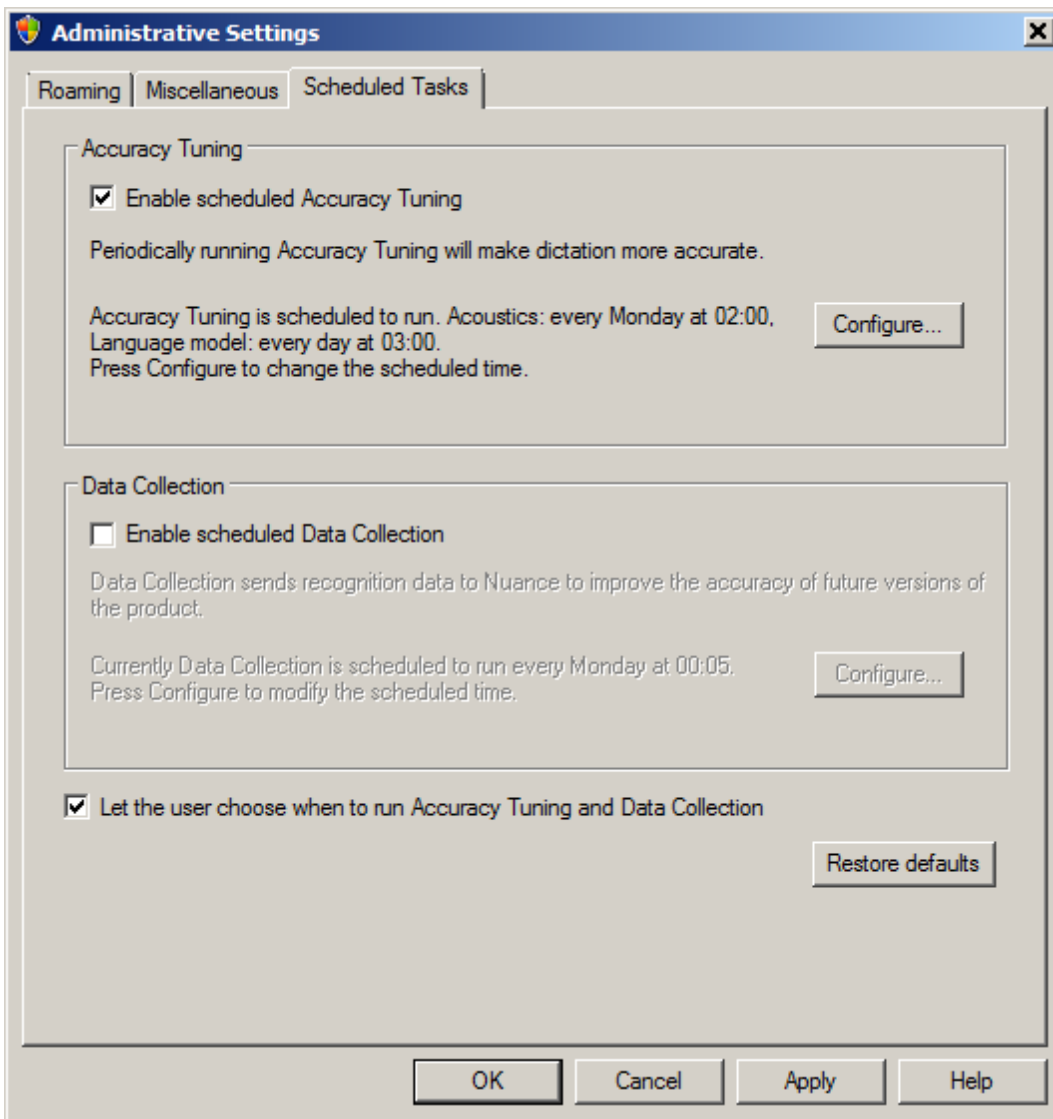 Administrative Settings
Roaming
Miscellaneous
Scheduled Tasks
Accuracy Tuning
Enable scheduled Accuracy Tuning
Periodically running Accuracy Tuning will make dictation more accurate.
Accuracy Tuning is scheduled to run. Acoustics: every Monday at 02:00,
Language model: every day at 03:00.
Press Configure to change the scheduled time.
Configure...
Data Collection
Enable scheduled Data Collection
Data Collection sends recognition data to Nuance to improve the accuracy of future versions of
the product.
Currently Data Collection is scheduled to run every Monday at 00:05.
Press Configure to modify the scheduled time.
Configure...
Let the user choose when to run Accuracy Tuning and Data Collection
Restore defaults
OK
Cancel
Apply
Help